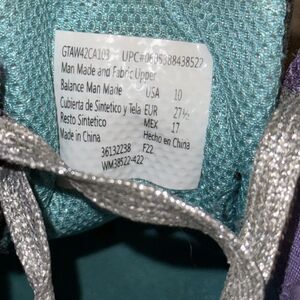 GTAW42CA103 UPC#0695388438522
Man Made and Fabric Upper
Balance Man Made USA 10
Cubierta de Sintetico y Tela EUR 27½
Resto Sintetico MEX 17
Made in China Hecho en China
36132238 F22
WM38522-422